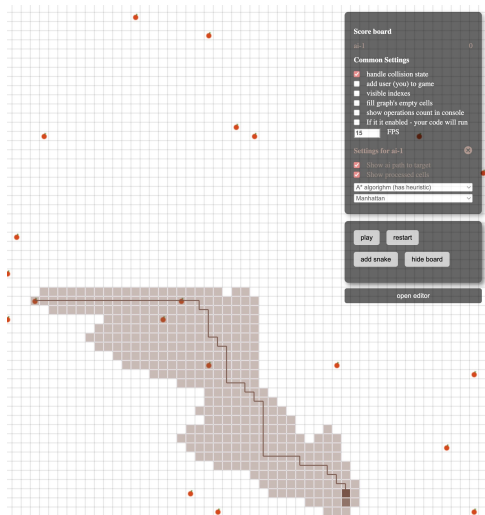 Score board
ai-1 0
Common Settings
handle collision state
add user (you) to game
visible indexes
fill graph's empty cells
show operations count in console
If it it enabled - your code will run
15 FPS
Settings for ai-1
Show ai path to target
Show processed cells
A* algorighm (has heuristic)
Manhattan
play restart
add snake hide board
open editor